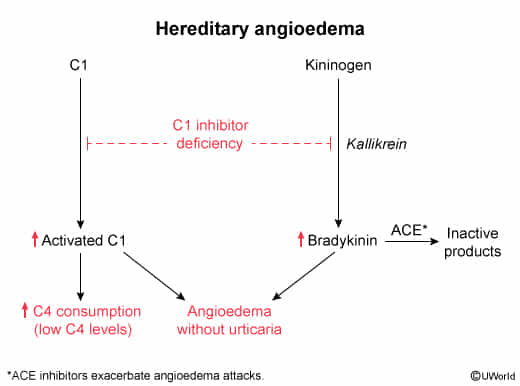 Hereditary angioedema
C1
Kininogen
C1 inhibitor
deficiency
Kallikrein
Activated C1
Bradykinin
ACE*
Inactive
products
C4 consumption
(low C4 levels)
Angioedema
without urticaria
*ACE inhibitors exacerbate angioedema attacks.
©UWorld